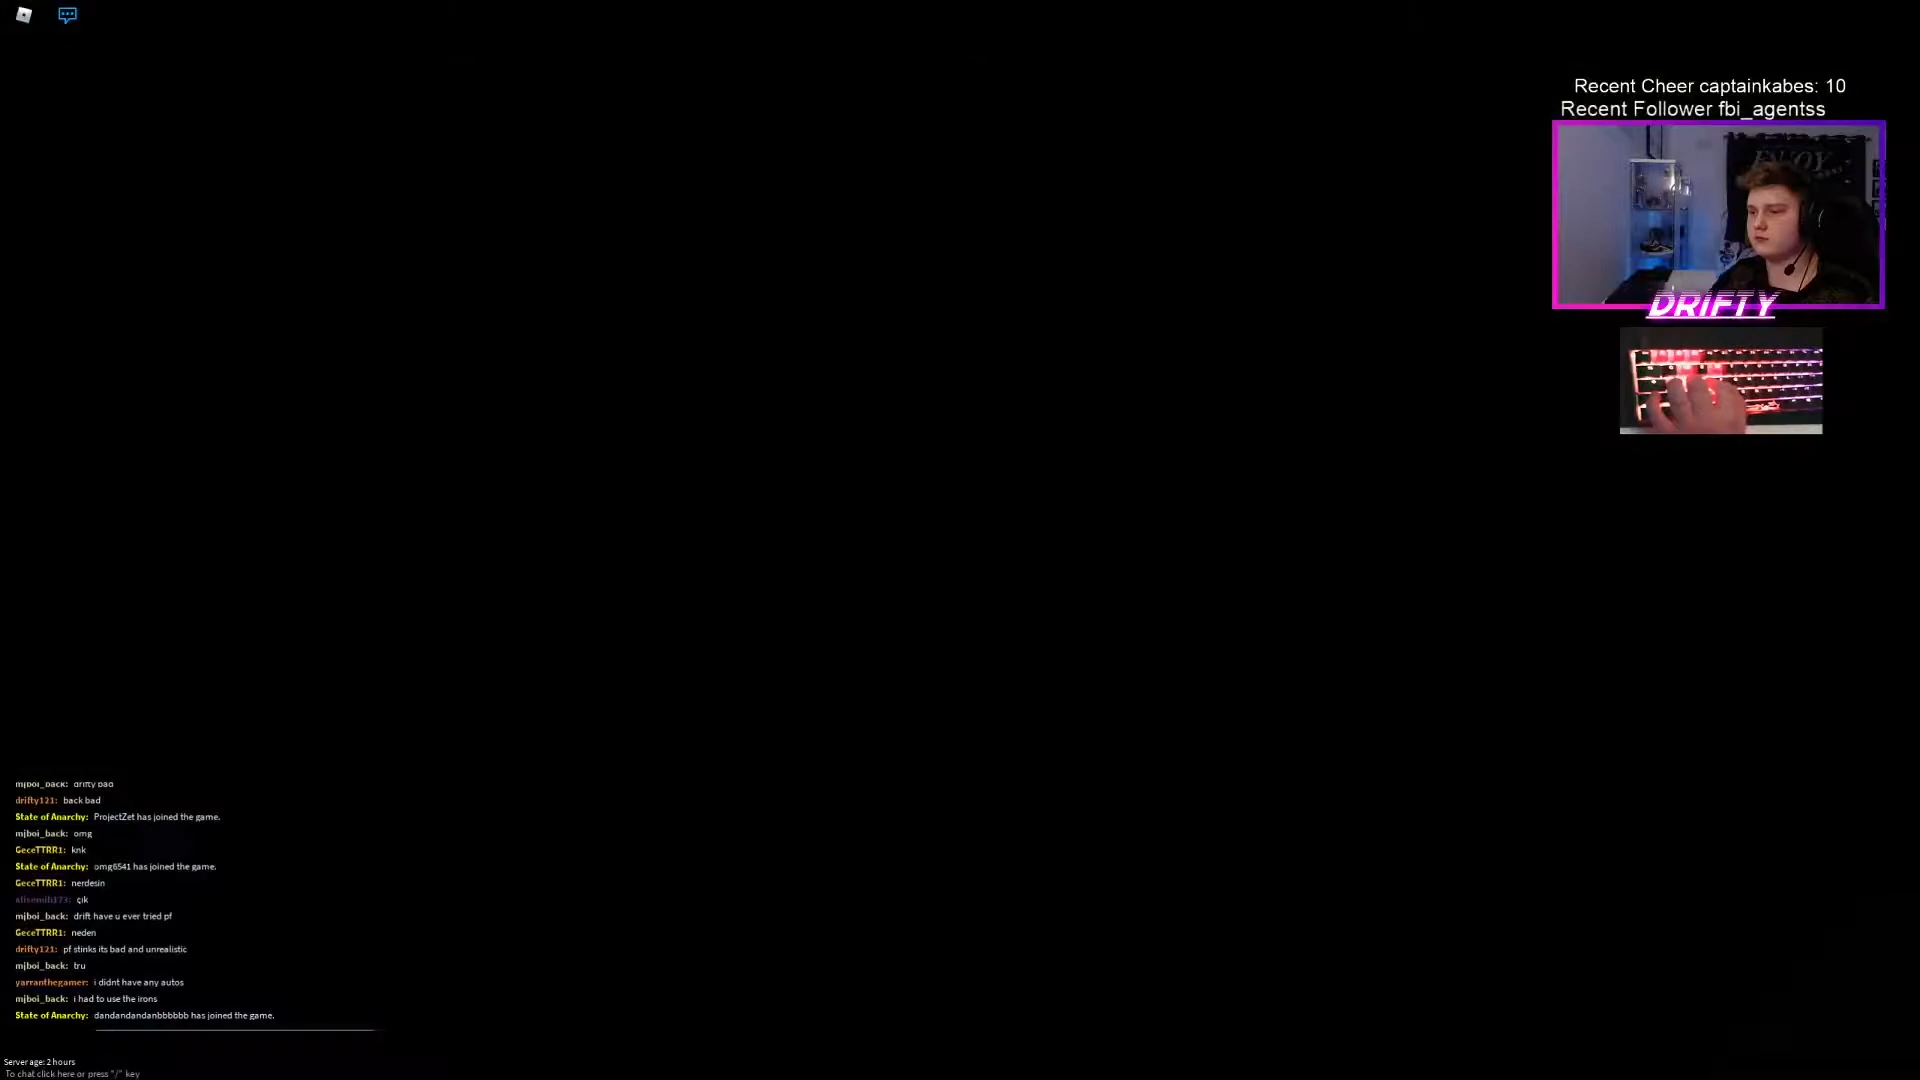 Recent Cheer captainkabes: 10
Recent Follower fbi_agentss
ENJOY
DRIFTY
mjboi_back: drifty bad
drifty121: back bad
State of Anarchy: ProjectZet has joined the game.
mjboi_back: omg
GeceTTRR1: knk
State of Anarchy: omg6541 has joined the game.
GeceTTRR1: nerdesin
çık
mjboi_back: drift have u ever tried pf
GeceTTRR1: neden
drifty121: pf stinks its bad and unrealistic
mjboi_back: tru
yarranthegamer: i didnt have any autos
mjboi_back: i had to use the irons
State of Anarchy: dandandandanbbbbbb has joined the game.
Server age: 2 hours
To chat click here or press "/" key